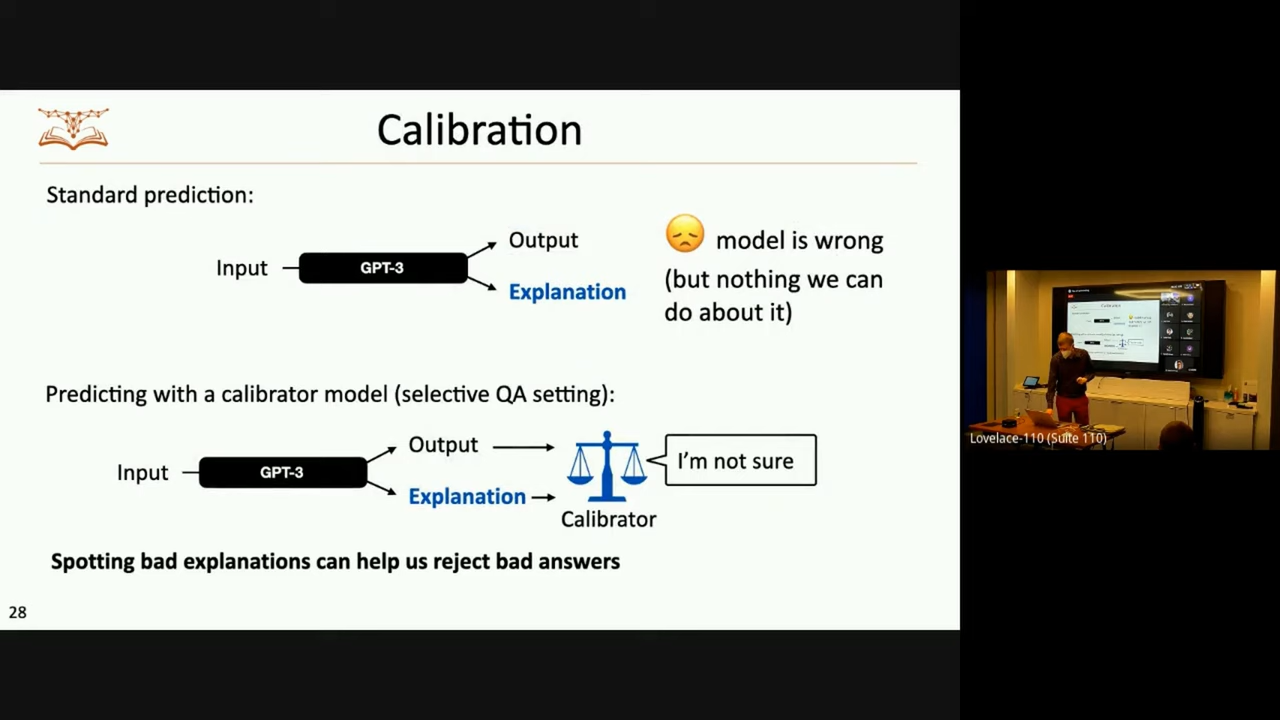 Calibration
Standard prediction:
Input
GPT-3
Output
Explanation
model is wrong
(but nothing we can
do about it)
Predicting with a calibrator model (selective QA setting):
Input
GPT-3
Output
Explanation
Calibrator
I'm not sure
Spotting bad explanations can help us reject bad answers
28
Lovelace-110 (Suite 110)